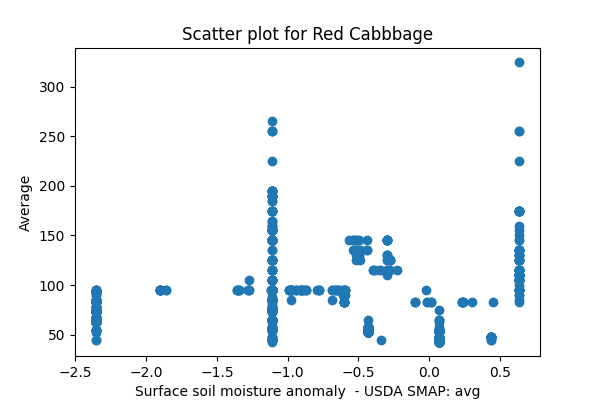 Scatter plot for Red Cabbbage
300
250
200
150
100
50
Average
−2.5 −2.0 −1.5 −1.0 −0.5 0.0 0.5
Surface soil moisture anomaly  - USDA SMAP: avg